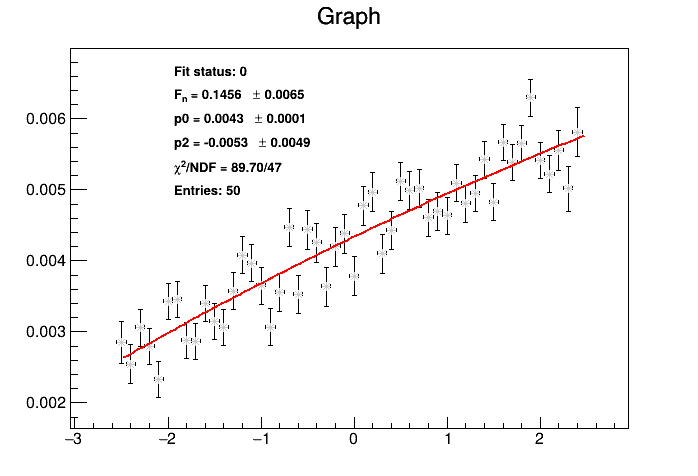 Graph
Fit status: 0
Fₙ = 0.1456 ± 0.0065
p0 = 0.0043 ± 0.0001
p2 = -0.0053 ± 0.0049
χ²/NDF = 89.70/47
Entries: 50
0.006
0.005
0.004
0.003
0.002
−3 −2 −1 0 1 2